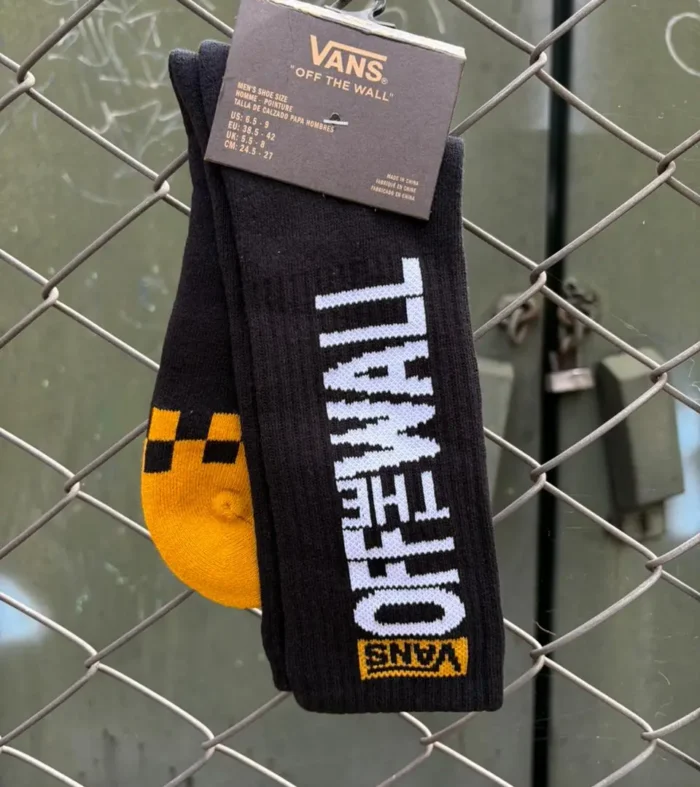 VANS®
"OFF THE WALL"
MEN'S SHOE SIZE
HOMME - POINTURE
TALLA DE CALZADO PAPA HOMBRES
US: 6.5 - 9
EU: 38.5 - 42
UK: 5.5 - 8
CM: 24.5 - 27
MADE IN CHINA
FABRIQUÉ EN CHINE
FABRICADO EN CHINA
OFF THE WALL
VANS